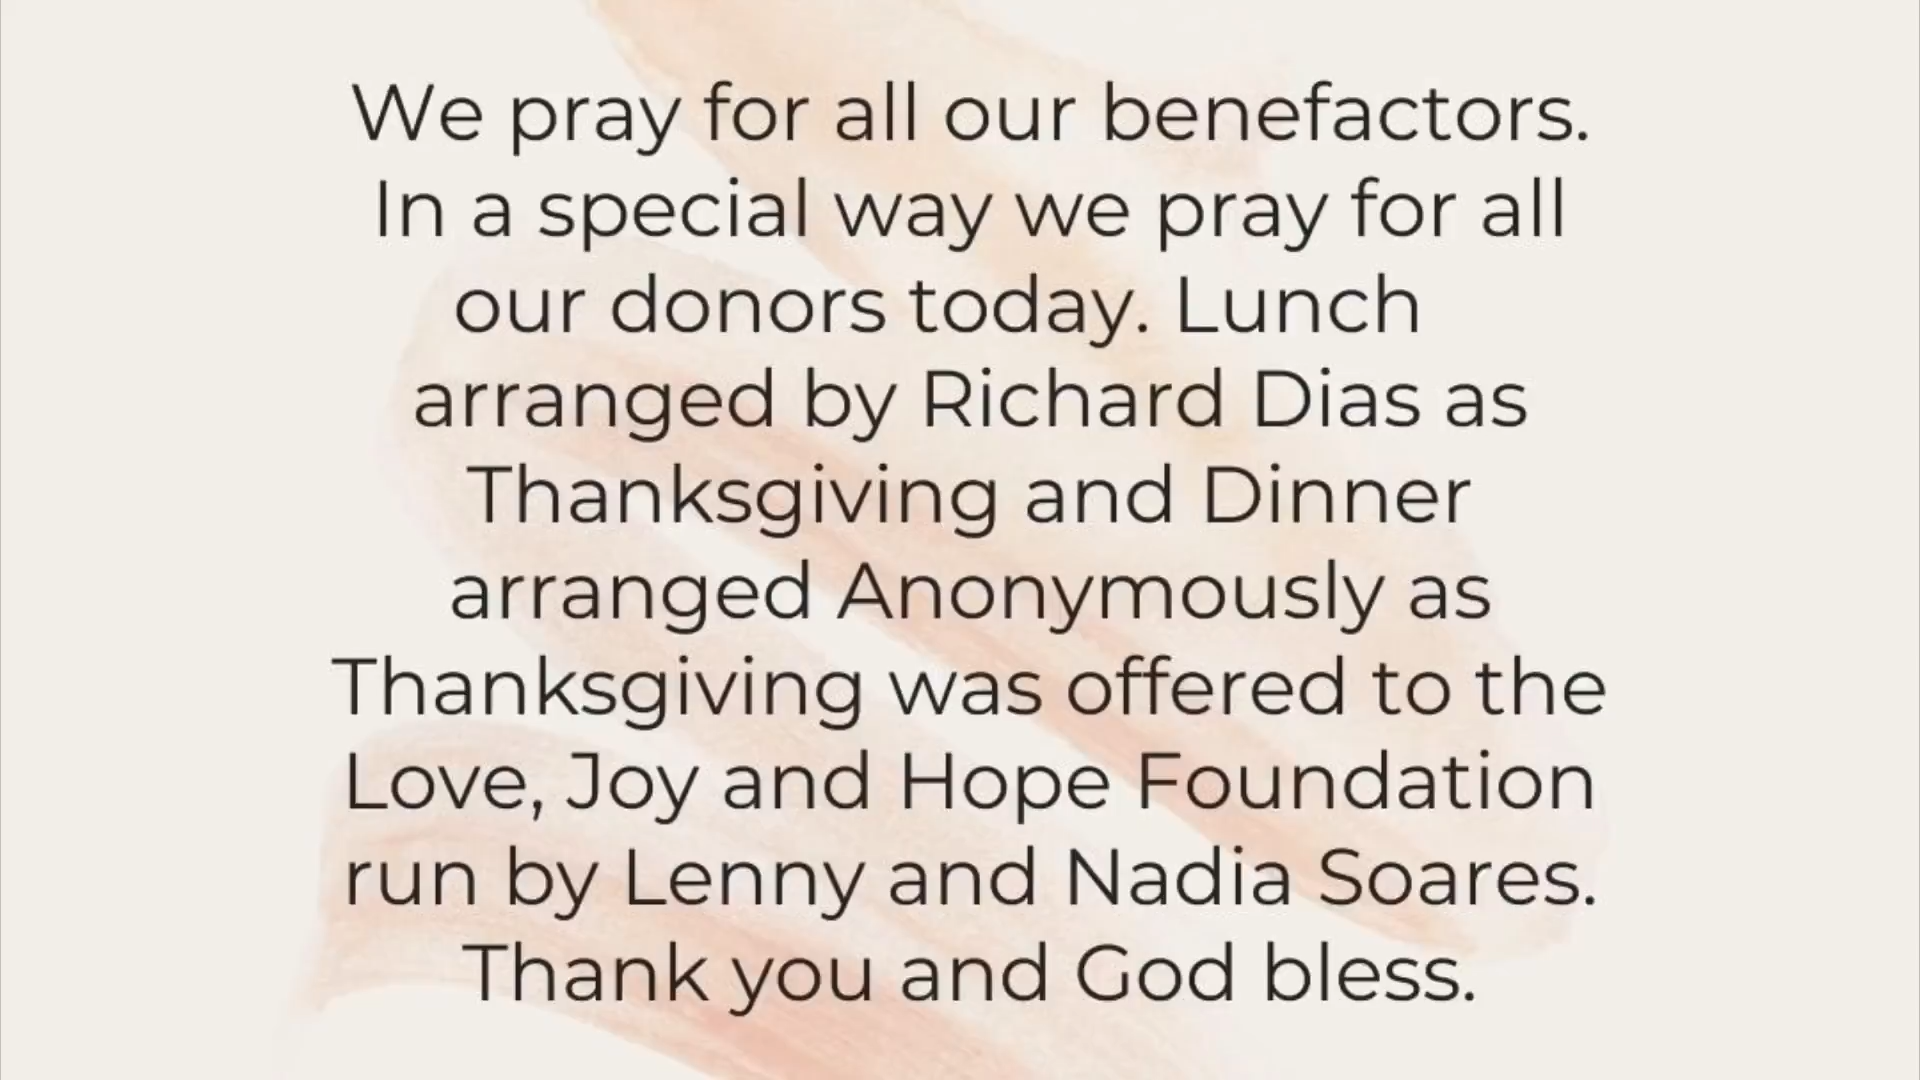 We pray for all our benefactors.
In a special way we pray for all
our donors today. Lunch
arranged by Richard Dias as
Thanksgiving and Dinner
arranged Anonymously as
Thanksgiving was offered to the
Love, Joy and Hope Foundation
run by Lenny and Nadia Soares.
Thank you and God bless.